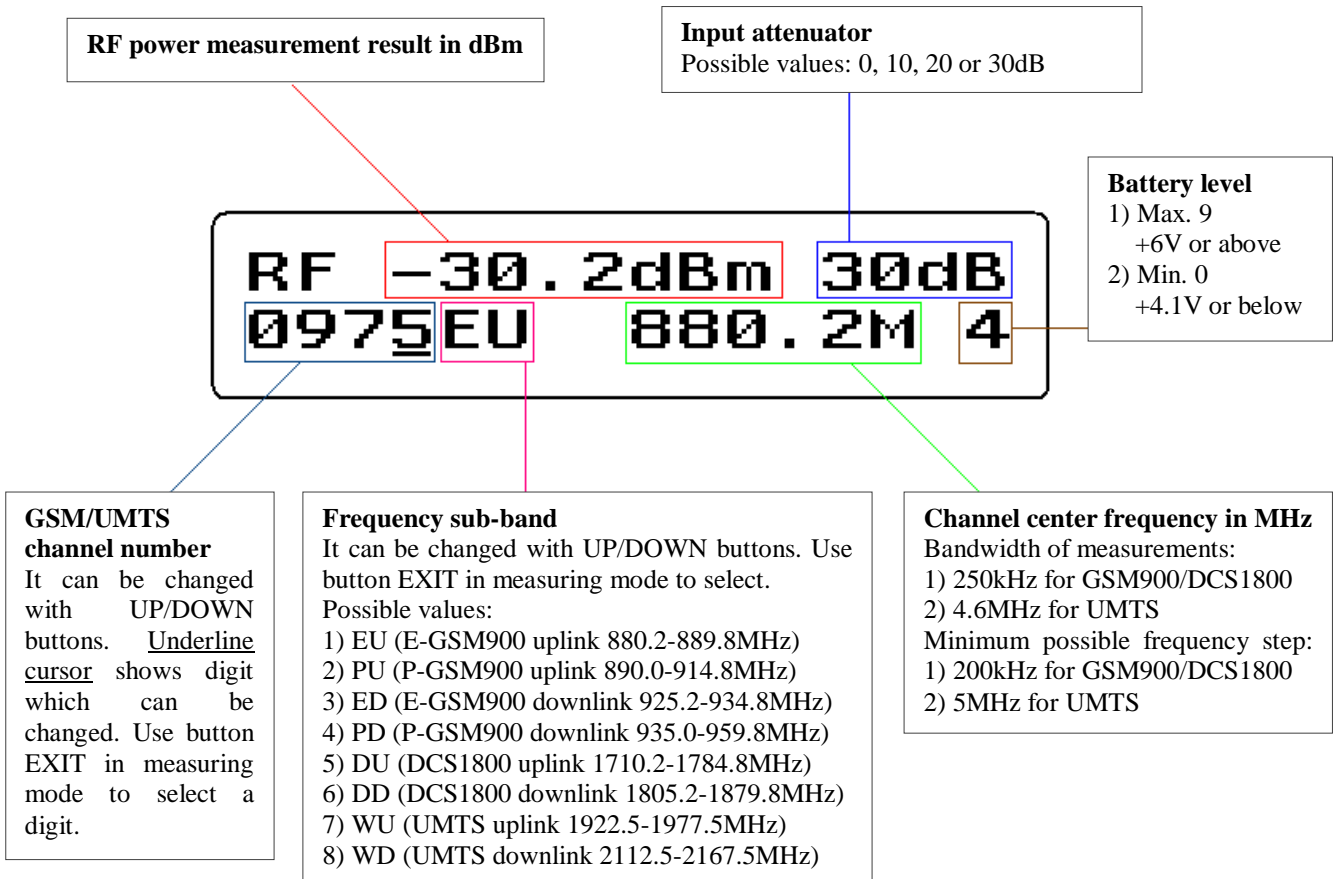 RF power measurement result in dBm
Input attenuator
Possible values: 0, 10, 20 or 30dB
Battery level
1) Max. 9
+6V or above
2) Min. 0
+4.1V or below
RF -30.2dBm 30dB
0975EU 880.2M 4
GSM/UMTS
channel number
It can be changed
with UP/DOWN
buttons. Underline
cursor shows digit
which can be
changed. Use button
EXIT in measuring
mode to select a
digit.
Frequency sub-band
It can be changed with UP/DOWN buttons. Use
button EXIT in measuring mode to select.
Possible values:
1) EU (E-GSM900 uplink 880.2-889.8MHz)
2) PU (P-GSM900 uplink 890.0-914.8MHz)
3) ED (E-GSM900 downlink 925.2-934.8MHz)
4) PD (P-GSM900 downlink 935.0-959.8MHz)
5) DU (DCS1800 uplink 1710.2-1784.8MHz)
6) DD (DCS1800 downlink 1805.2-1879.8MHz)
7) WU (UMTS uplink 1922.5-1977.5MHz)
8) WD (UMTS downlink 2112.5-2167.5MHz)
Channel center frequency in MHz
Bandwidth of measurements:
1) 250kHz for GSM900/DCS1800
2) 4.6MHz for UMTS
Minimum possible frequency step:
1) 200kHz for GSM900/DCS1800
2) 5MHz for UMTS